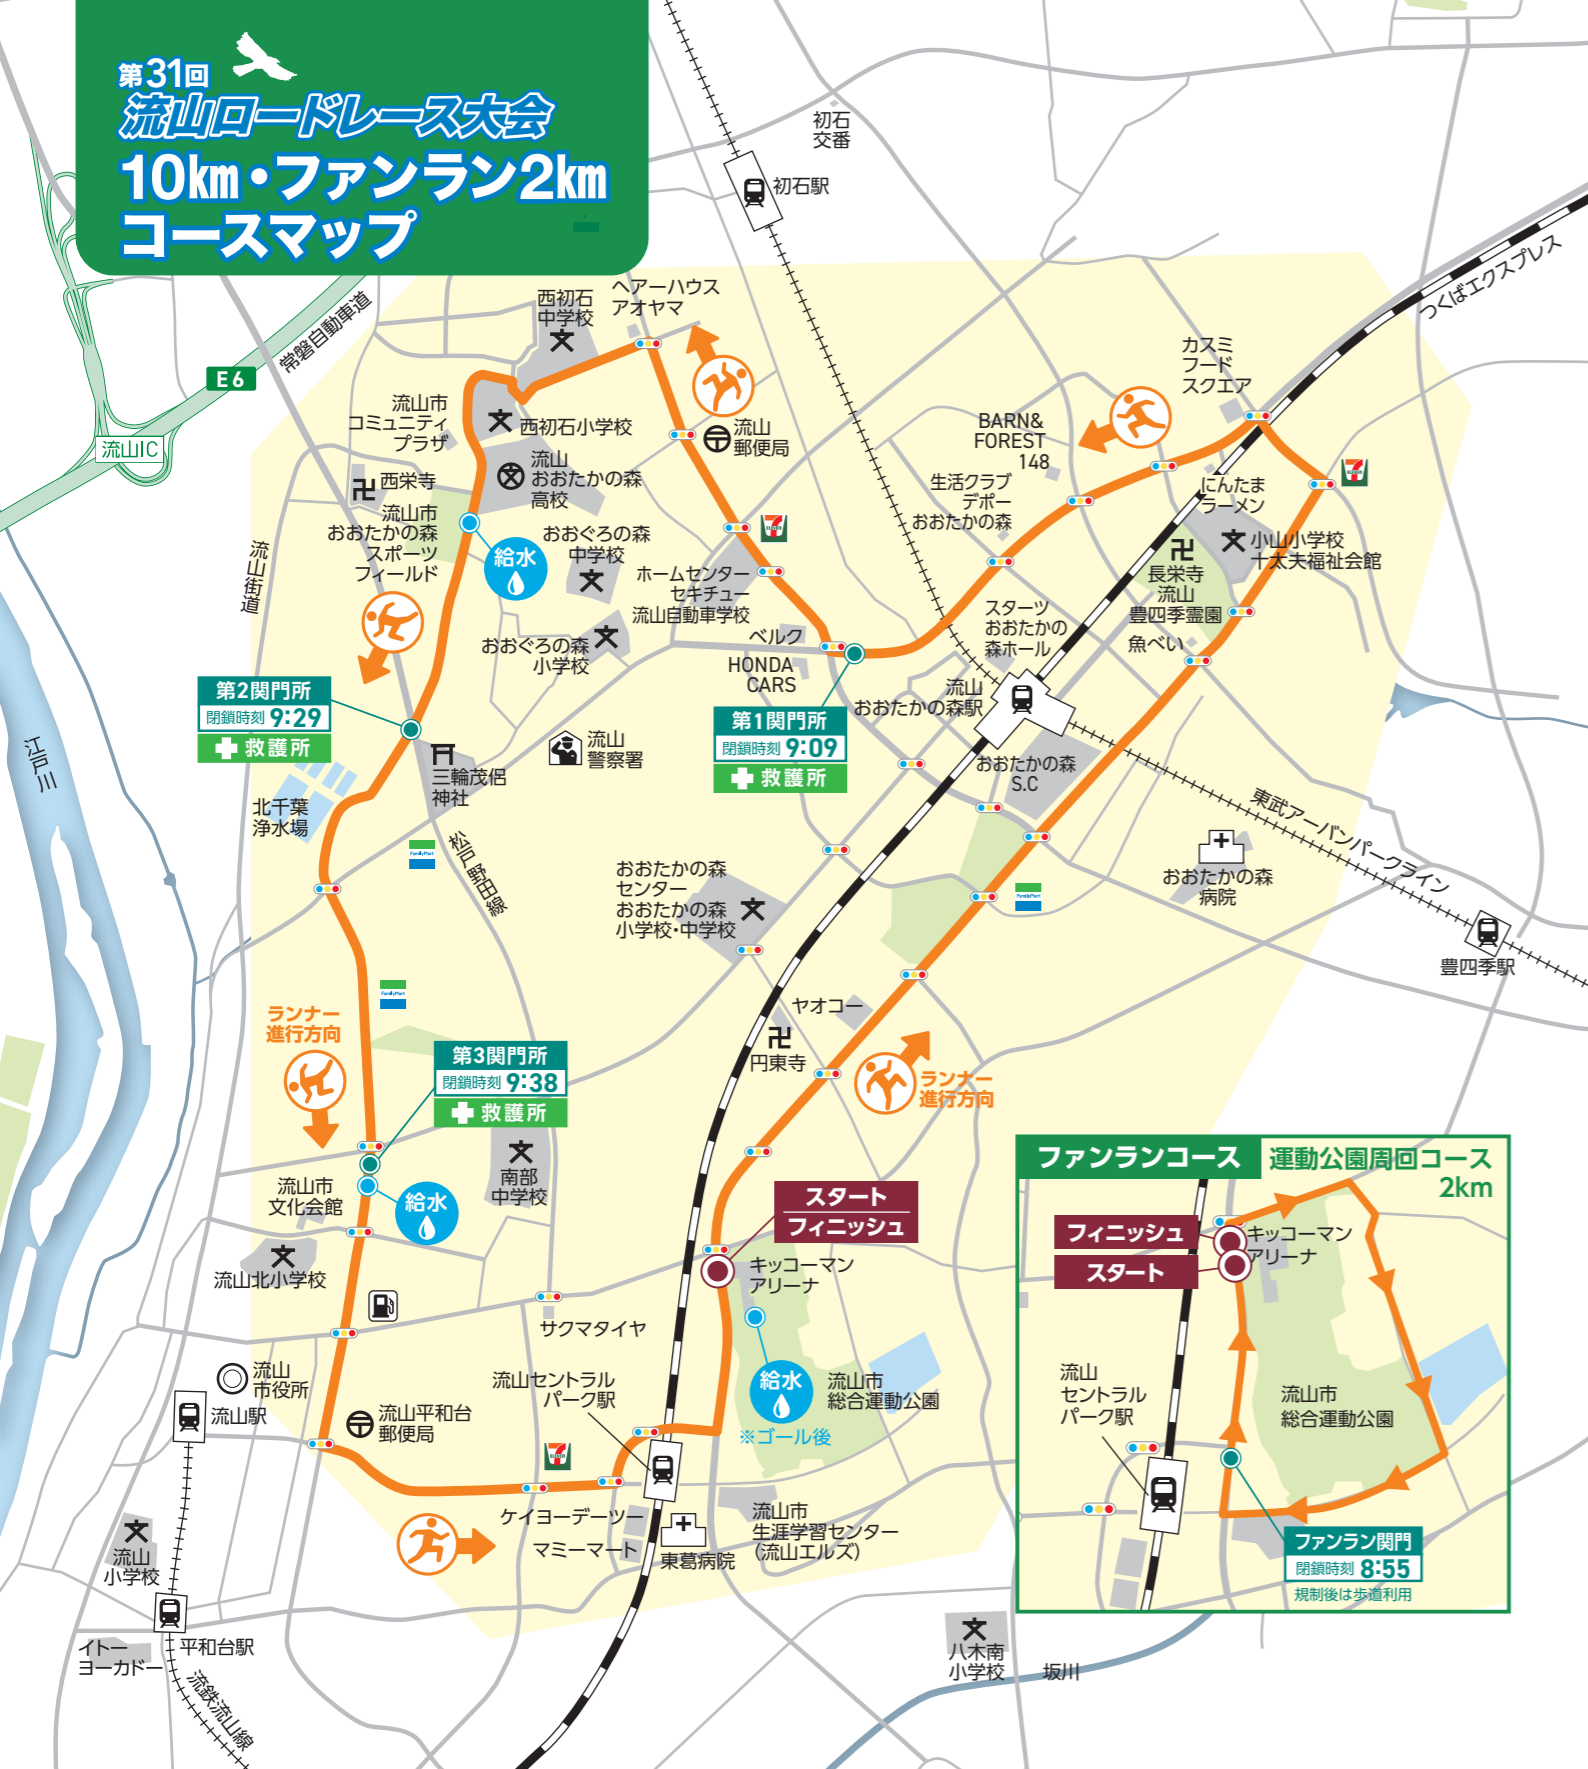 第31回
流山ロードレース大会
10km・ファンラン2km
コースマップ
初石
交番
初石駅
つくばエクスプレス
常磐自動車道
E6
流山IC
西初石
中学校
ヘアーハウス
アオヤマ
流山市
コミュニティ
プラザ
西初石小学校
流山
郵便局
流山
おおたかの森
高校
西栄寺
流山市
おおたかの森
スポーツ
フィールド
給水
おおぐろの森
中学校
ホームセンター
セキチュー
流山自動車学校
おおぐろの森
小学校
ベルク
HONDA
CARS
カスミ
フード
スクエア
BARN&
FOREST
148
生活クラブ
デポー
おおたかの森
にんたま
ラーメン
小山小学校
十太夫福祉会館
長栄寺
流山
豊四季霊園
魚べい
スターツ
おおたかの
森ホール
流山
おおたかの森駅
おおたかの森
S.C
流山街道
第2関門所
閉鎖時刻 9:29
救護所
第1関門所
閉鎖時刻 9:09
救護所
江戸川
流山
警察署
三輪茂侶
神社
北千葉
浄水場
FamilyMart
松戸野田線
東武アーバンパークライン
おおたかの森
病院
豊四季駅
おおたかの森
センター
おおたかの森
小学校・中学校
FamilyMart
FamilyMart
ヤオコー
円東寺
ランナー
進行方向
ランナー
進行方向
第3関門所
閉鎖時刻 9:38
救護所
南部
中学校
流山市
文化会館
給水
流山北小学校
スタート
フィニッシュ
キッコーマン
アリーナ
サクマタイヤ
流山
市役所
流山駅
流山セントラル
パーク駅
給水
※ゴール後
流山市
総合運動公園
流山平和台
郵便局
ケイヨーデーツー
マミーマート
東葛病院
流山市
生涯学習センター
(流山エルズ)
流山
小学校
イトー
ヨーカドー
平和台駅
流鉄流山線
八木南
小学校
坂川
ファンランコース
運動公園周回コース
2km
フィニッシュ
スタート
キッコーマン
アリーナ
流山
セントラル
パーク駅
流山市
総合運動公園
ファンラン関門
閉鎖時刻 8:55
規制後は歩道利用